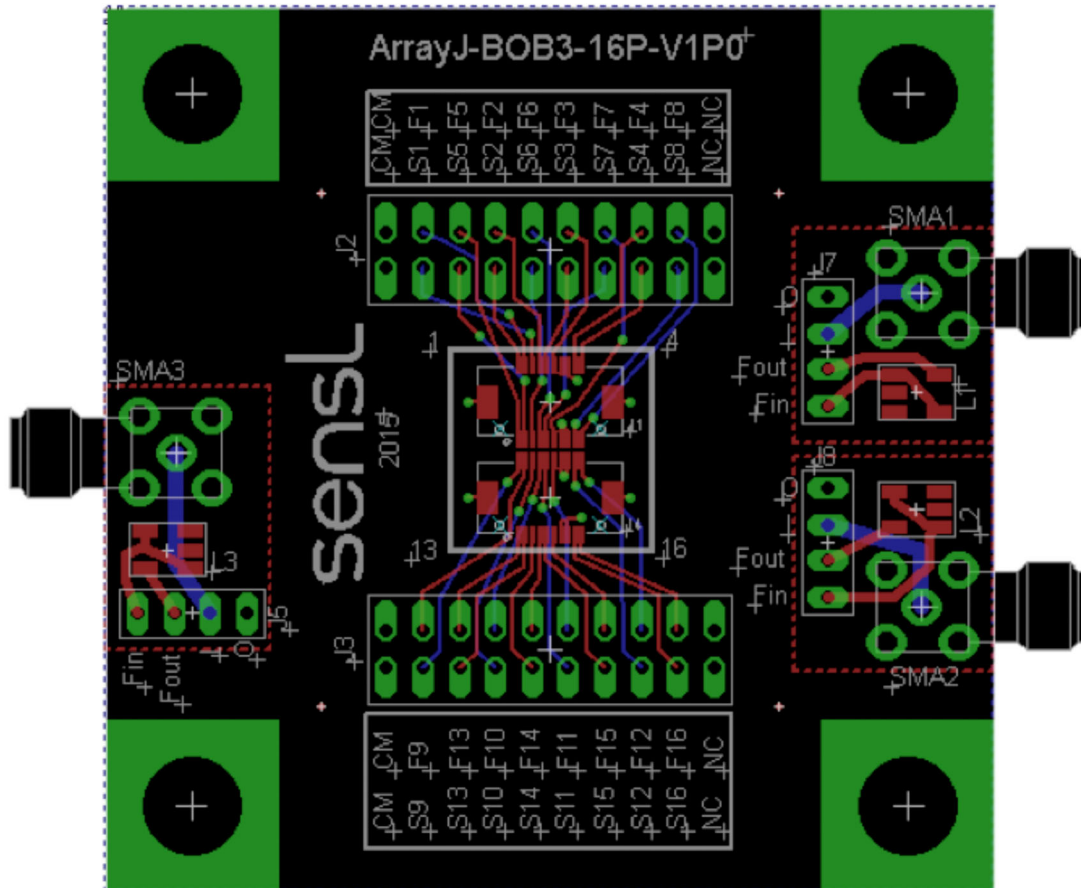 ArrayJ-BOB3-16P-V1P0
CM F1 F5 F2 F6 F3 F7 F4 F8 NC
CM S1 S5 S2 S6 S3 S7 S4 S8 NC
J2
SMA1
J7
O
I
Fout
Fin
L1
1
4
sensL
2015
SMA3
L3
J5
Fin
Fout
I
O
13
16
J8
O
I
Fout
Fin
L2
SMA2
J3
CM F9 F13 F10 F14 F11 F15 F12 F16 NC
CM S9 S13 S10 S14 S11 S15 S12 S16 NC